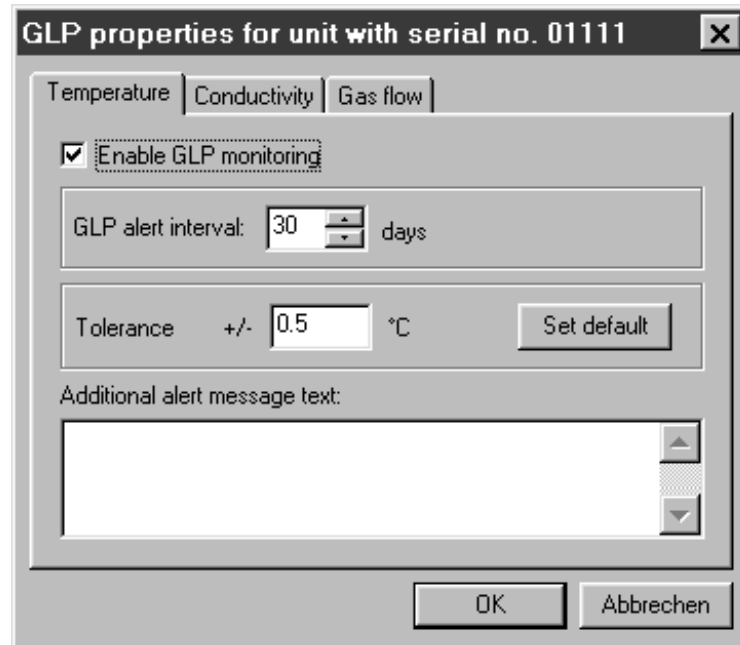 GLP properties for unit with serial no. 01111
Temperature Conductivity Gas flow
Enable GLP monitoring
GLP alert interval: 30 days
Tolerance +/- 0.5 °C Set default
Additional alert message text:
OK Abbrechen